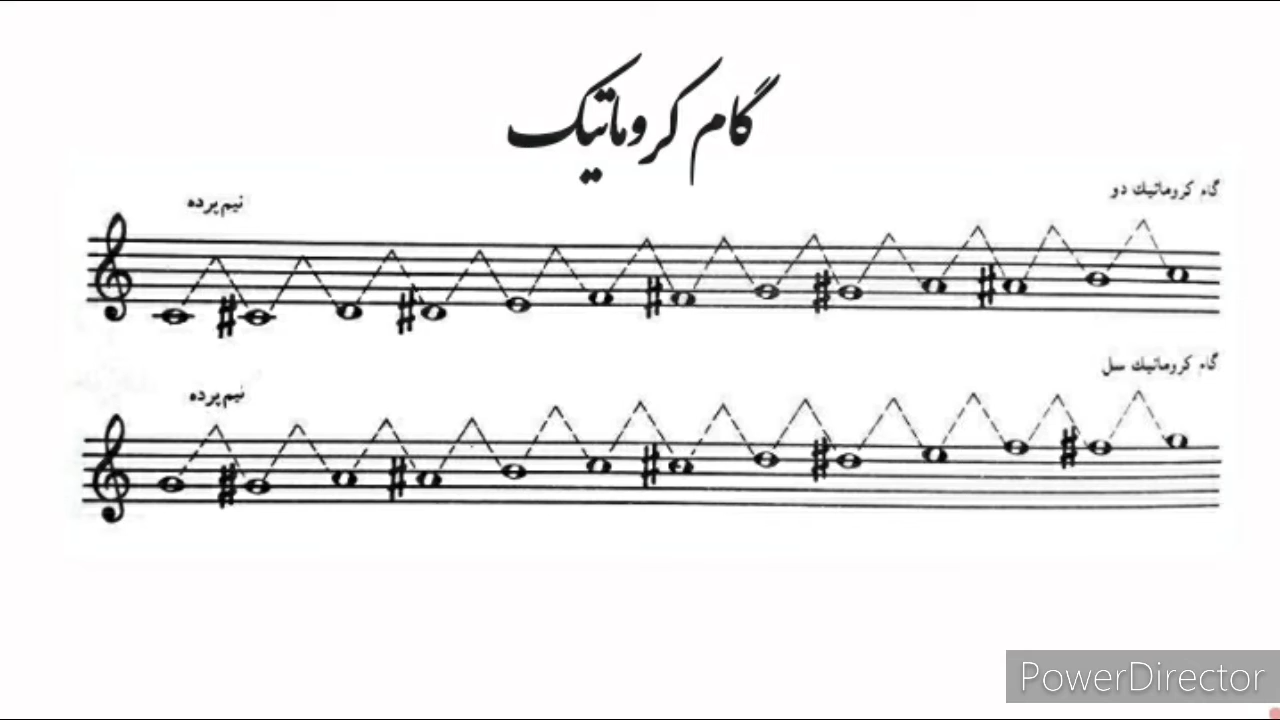 گام کروماتیک
گام کروماتیک دو
نیم پرده
گام کروماتیک سل
نیم پرده
PowerDirector